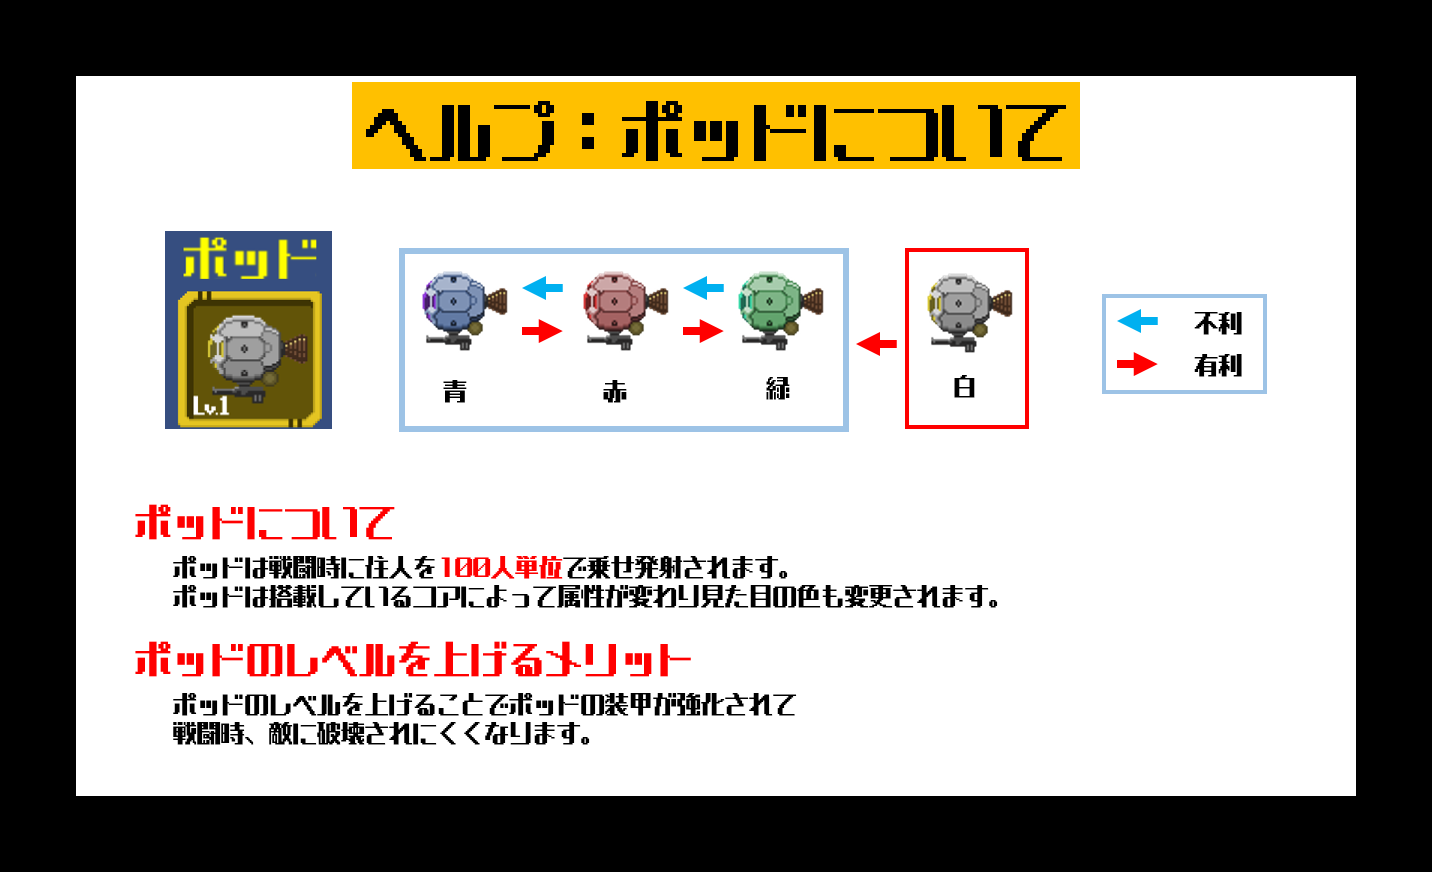 ヘルプ：ポッドについて
ポッド
Lv.1
青
赤
緑
白
不利
有利
ポッドについて
ポッドは戦闘時に住人を100人単位で乗せ発射されます。
ポッドは搭載しているコアによって属性が変わり見た目の色も変更されます。
ポッドのレベルを上げるメリット
ポッドのレベルを上げることでポッドの装甲が強化されて
戦闘時、敵に破壊されにくくなります。